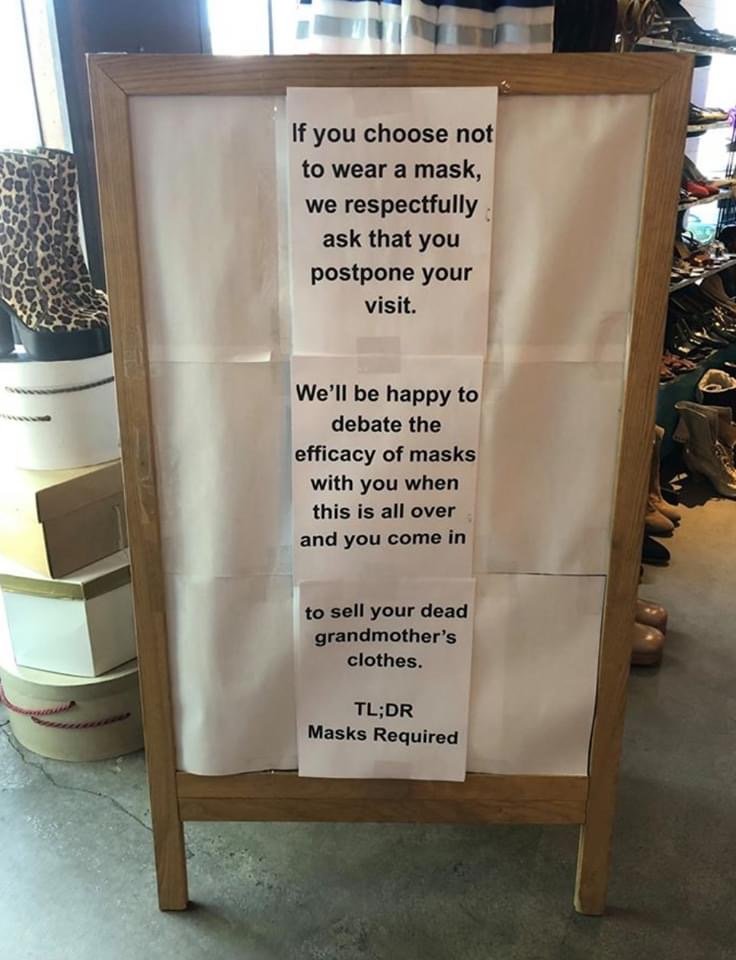 If you choose not
to wear a mask,
we respectfully
ask that you
postpone your
visit.
We'll be happy to
debate the
efficacy of masks
with you when
this is all over
and you come in
to sell your dead
grandmother's
clothes.
TL;DR
Masks Required